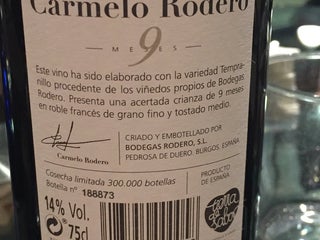 Carmelo Rodero
9
MESES
Este vino ha sido elaborado con la variedad Tempra-
nillo procedente de los viñedos propios de Bodegas
Rodero. Presenta una acertada crianza de 9 meses
en roble francés de grano fino y tostado medio.
Carmelo Rodero
CRIADO Y EMBOTELLADO POR
BODEGAS RODERO, S.L.
PEDROSA DE DUERO. BURGOS. ESPAÑA
Cosecha limitada 300.000 botellas
Botella nº 188873
PRODUCTO
DE ESPAÑA
14% Vol.
75cl